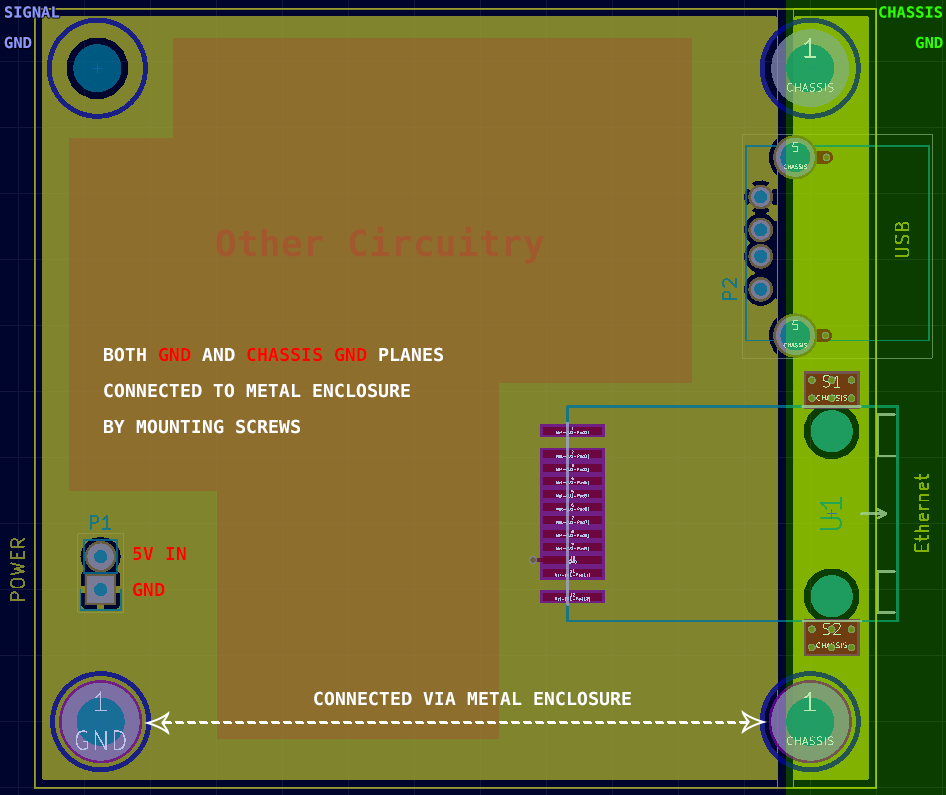 SIGNAL
GND
CHASSIS
GND
1
CHASSIS
5
CHASSIS
USB
Other Circuitry
P2
5
CHASSIS
BOTH GND AND CHASSIS GND PLANES
CONNECTED TO METAL ENCLOSURE
BY MOUNTING SCREWS
S1
CHASSIS
U1
Ethernet
P1
5V IN
GND
POWER
S2
CHASSIS
CONNECTED VIA METAL ENCLOSURE
1
GND
1
CHASSIS